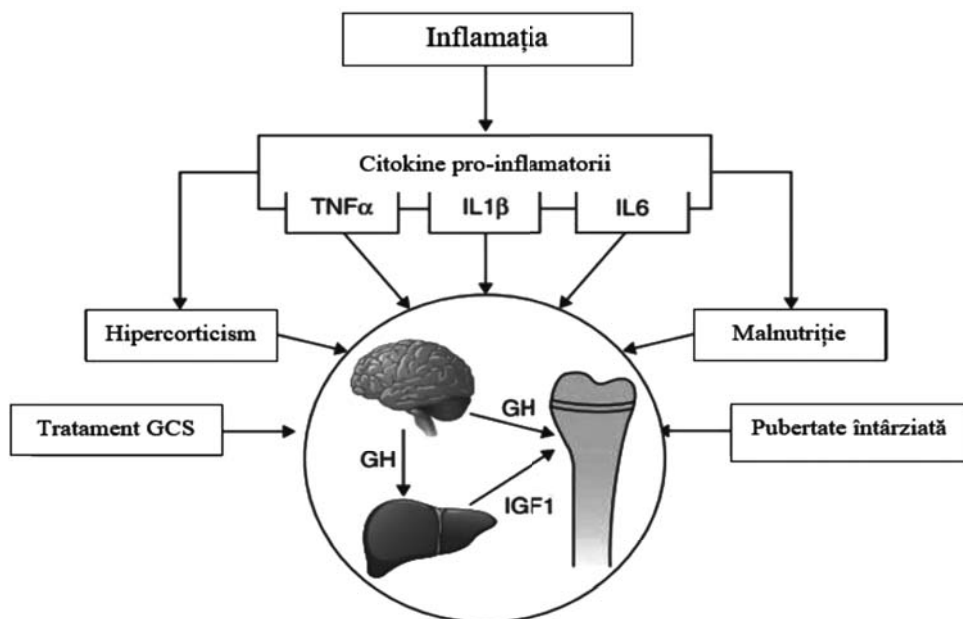 Inflamația
Citokine pro-inflamatorii
TNFα IL1β IL6
Hipercorticism
Malnutriție
Tratament GCS
Pubertate întârziată
GH
GH
IGF1